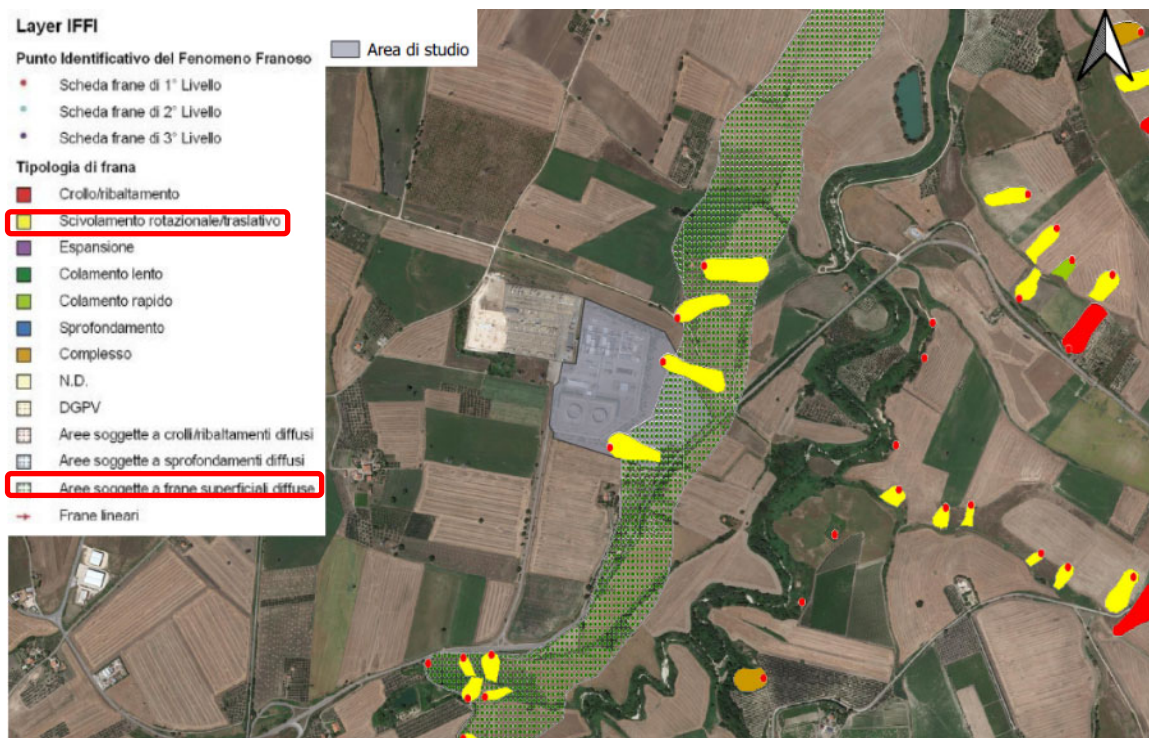 Layer IFFI
Punto Identificativo del Fenomeno Franoso
Scheda frane di 1° Livello
Scheda frane di 2° Livello
Scheda frane di 3° Livello
Tipologia di frana
Crollo/ribaltamento
Scivolamento rotazionale/traslativo
Espansione
Colamento lento
Colamento rapido
Sprofondamento
Complesso
N.D.
DGPV
Aree soggette a crolli/ribaltamenti diffusi
Aree soggette a sprofondamenti diffusi
Aree soggette a frane superficiali diffuse
Frane lineari
Area di studio